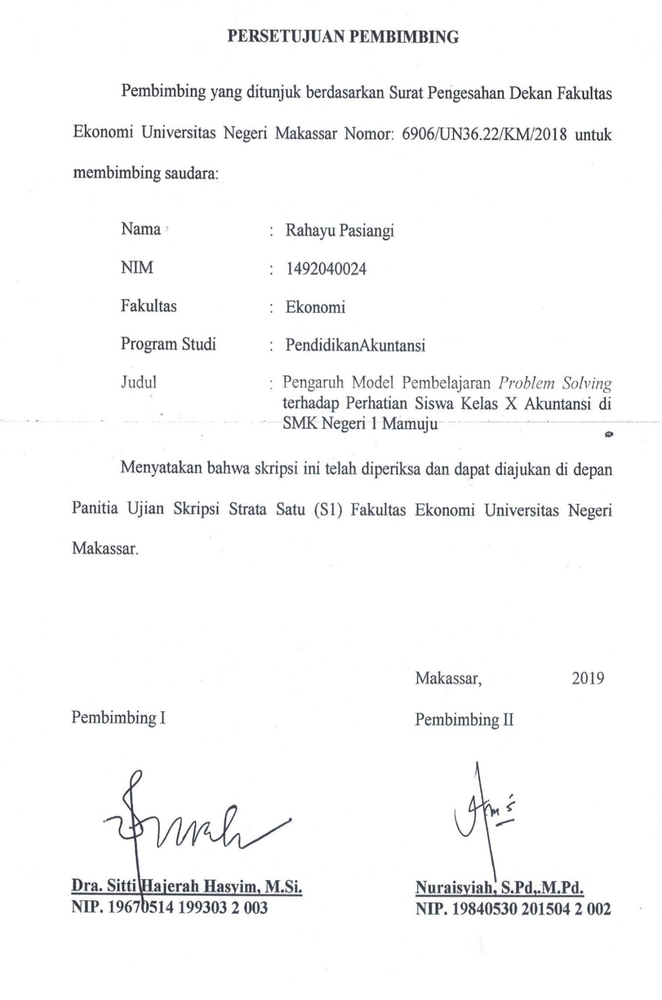 PERSETUJUAN PEMBIMBING
Pembimbing yang ditunjuk berdasarkan Surat Pengesahan Dekan Fakultas
Ekonomi Universitas Negeri Makassar Nomor: 6906/UN36.22/KM/2018 untuk
membimbing saudara:
Nama : Rahayu Pasiangi
NIM : 1492040024
Fakultas : Ekonomi
Program Studi : PendidikanAkuntansi
Judul : Pengaruh Model Pembelajaran Problem Solving
terhadap Perhatian Siswa Kelas X Akuntansi di
SMK Negeri 1 Mamuju
Menyatakan bahwa skripsi ini telah diperiksa dan dapat diajukan di depan
Panitia Ujian Skripsi Strata Satu (S1) Fakultas Ekonomi Universitas Negeri
Makassar.
Makassar, 2019
Pembimbing I Pembimbing II
Dra. Sitti Hajerah Hasyim, M.Si. Nuraisyiah, S.Pd,.M.Pd.
NIP. 19670514 199303 2 003 NIP. 19840530 201504 2 002